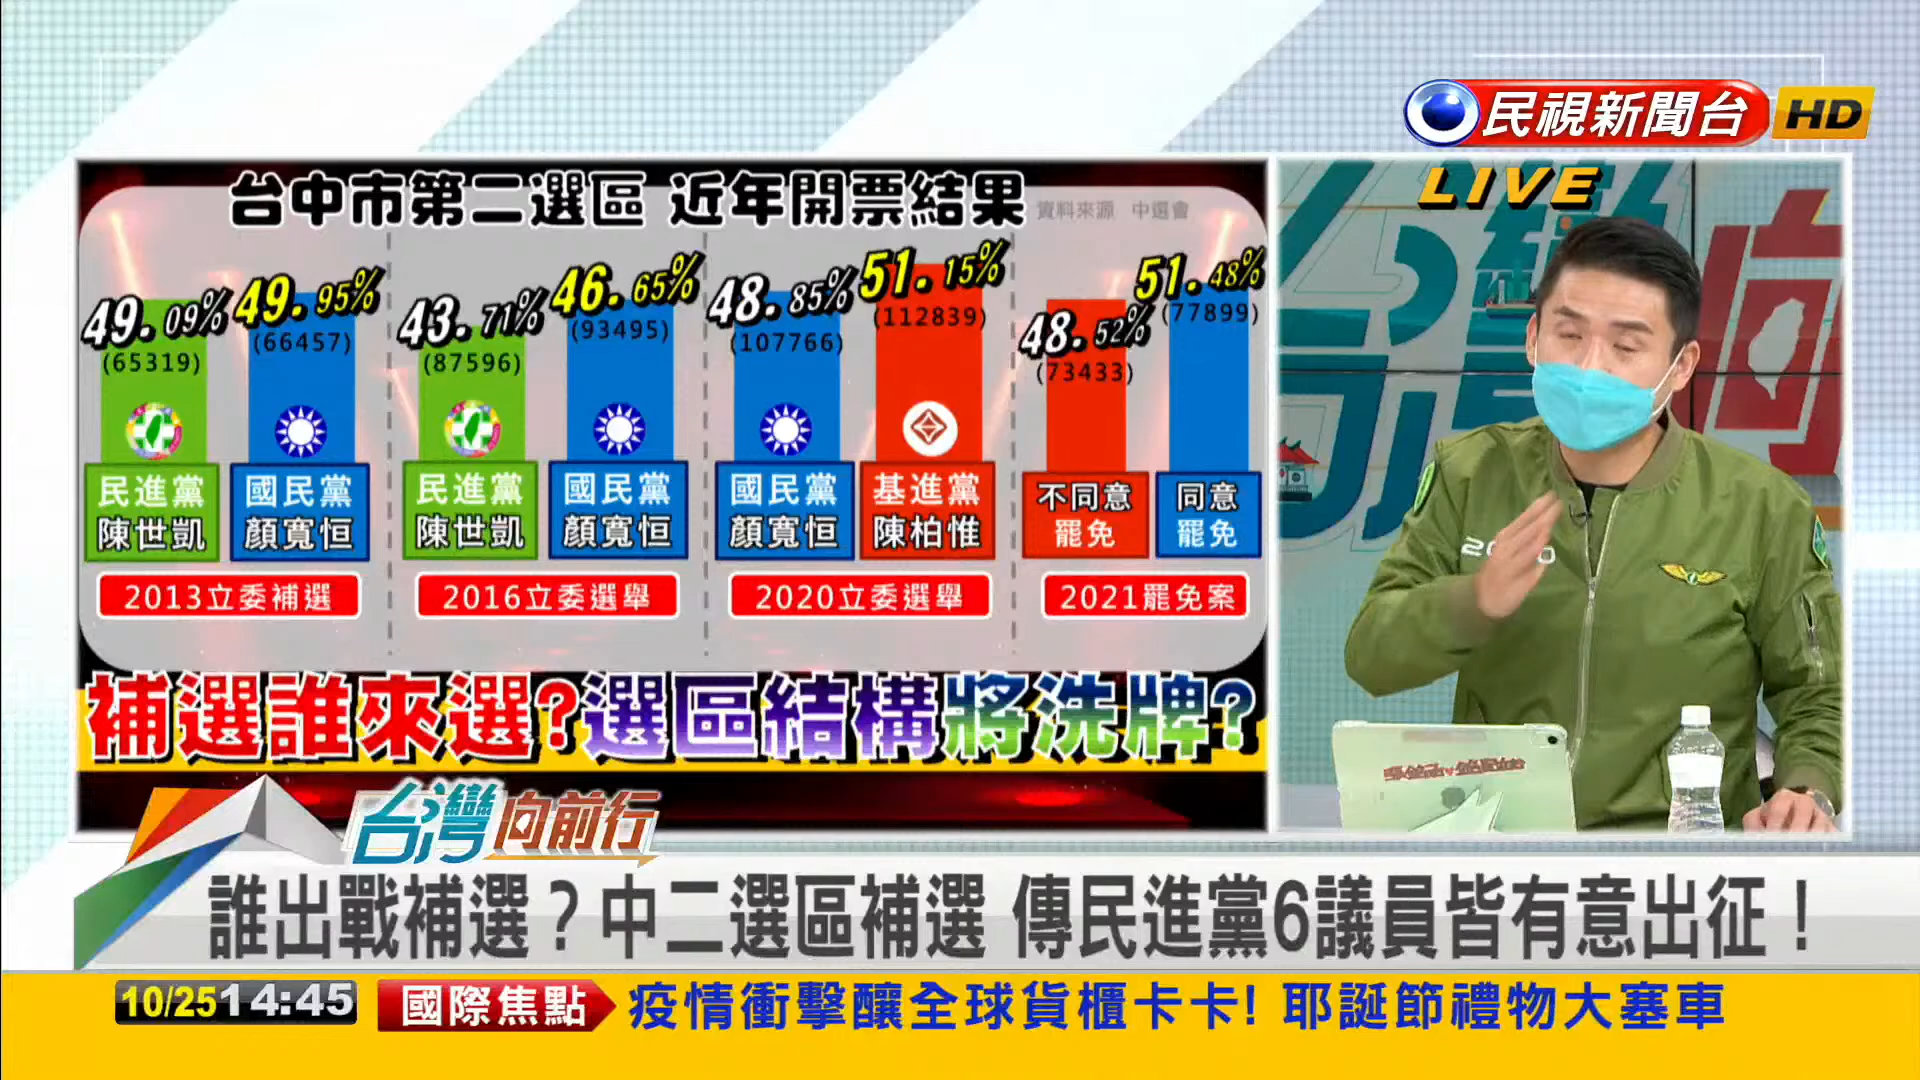 民視新聞台 HD
LIVE
台中市第二選區 近年開票結果
資料來源 中選會
49.09%
(65319)
民進黨
陳世凱
49.95%
(66457)
國民黨
顏寬恒
2013立委補選
43.71%
(87596)
民進黨
陳世凱
46.65%
(93495)
國民黨
顏寬恒
2016立委選舉
48.85%
(107766)
國民黨
顏寬恒
51.15%
(112839)
基進黨
陳柏惟
2020立委選舉
48.52%
(73433)
不同意
罷免
51.48%
(77899)
同意
罷免
2021罷免案
補選誰來選?選區結構將洗牌?
台灣向前行
誰出戰補選？中二選區補選 傳民進黨6議員皆有意出征！
10/25 14:45
國際焦點
疫情衝擊釀全球貨櫃卡卡! 耶誕節禮物大塞車